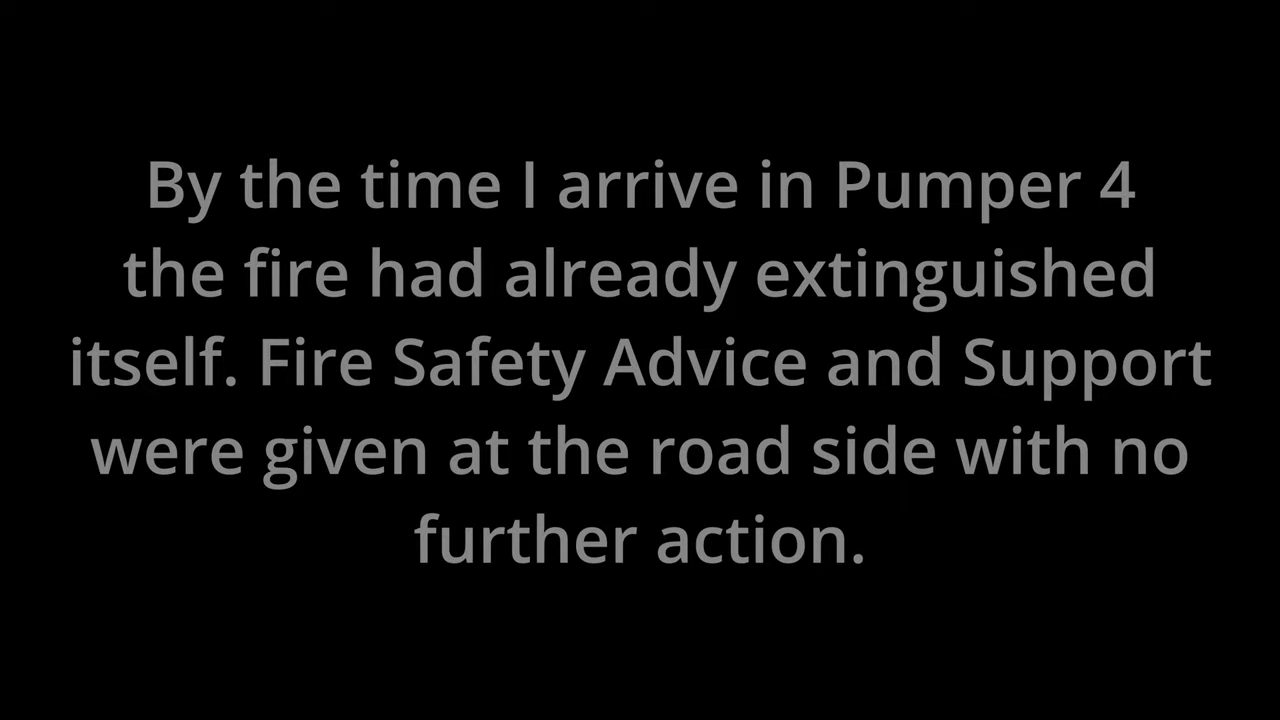 By the time I arrive in Pumper 4
the fire had already extinguished
itself. Fire Safety Advice and Support
were given at the road side with no
further action.